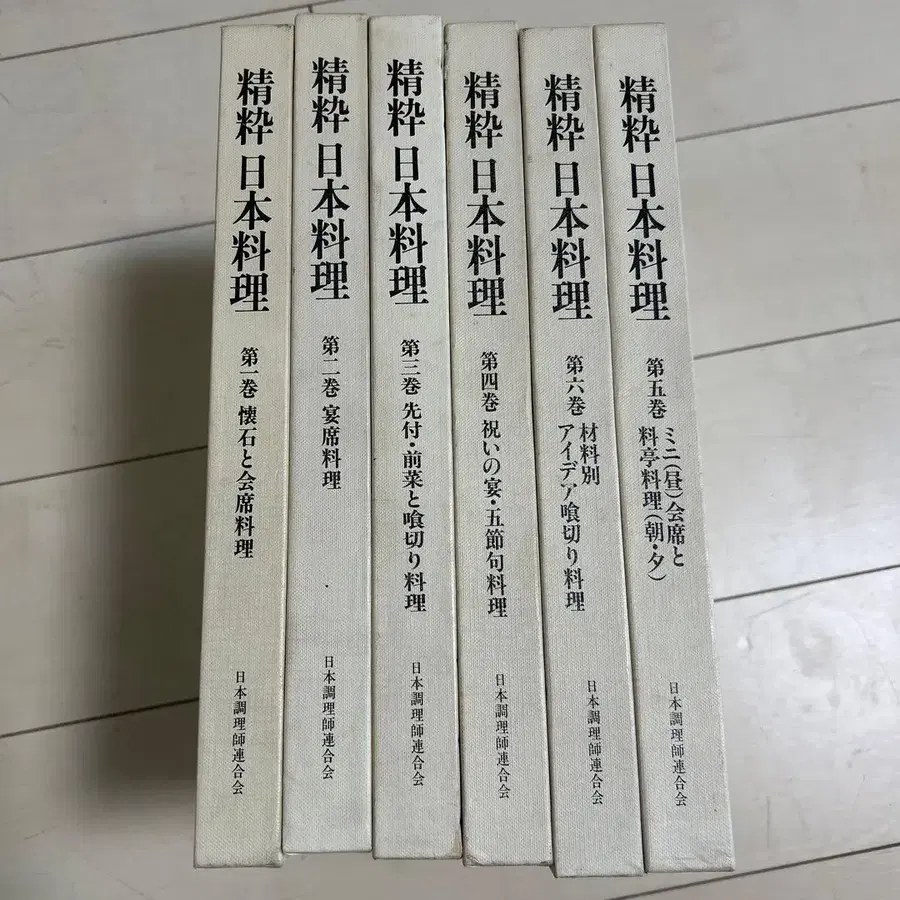 精粋 日本料理
第一巻 懐石と会席料理
日本調理師連合会
精粋 日本料理
第二巻 宴席料理
日本調理師連合会
精粋 日本料理
第三巻 先付・前菜と喰切り料理
日本調理師連合会
精粋 日本料理
第四巻 祝いの宴・五節句料理
日本調理師連合会
精粋 日本料理
第六巻 材料別
アイデア喰切り料理
日本調理師連合会
精粋 日本料理
第五巻 ミニ(昼)会席と
料亭料理(朝・夕)
日本調理師連合会